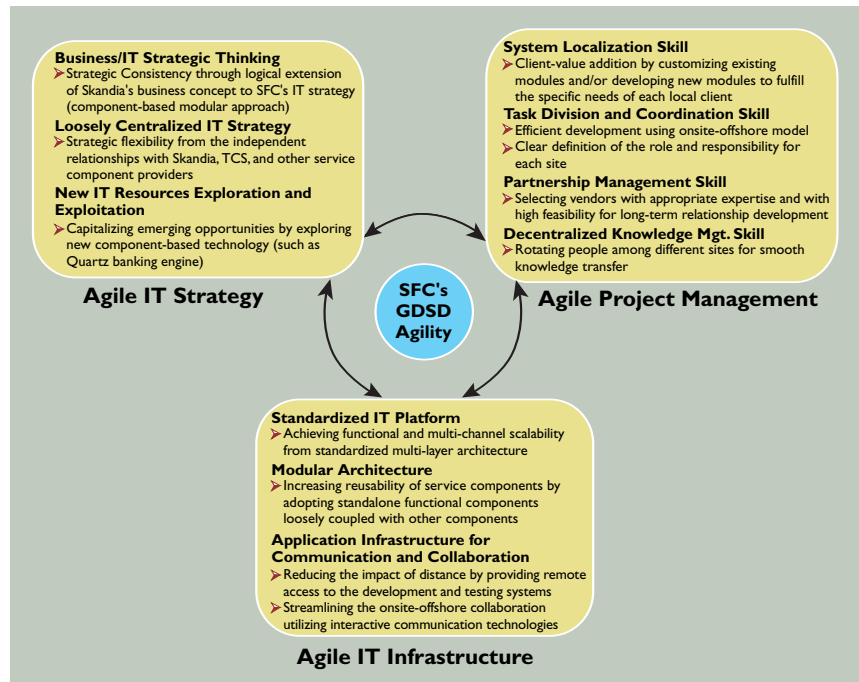 Business/IT Strategic Thinking
Strategic Consistency through logical extension
of Skandia's business concept to SFC's IT strategy
(component-based modular approach)
Loosely Centralized IT Strategy
Strategic flexibility from the independent
relationships with Skandia, TCS, and other service
component providers
New IT Resources Exploration and
Exploitation
Capitalizing emerging opportunities by exploring
new component-based technology (such as
Quartz banking engine)
Agile IT Strategy
System Localization Skill
Client-value addition by customizing existing
modules and/or developing new modules to fulfill
the specific needs of each local client
Task Division and Coordination Skill
Efficient development using onsite-offshore model
Clear definition of the role and responsibility for
each site
Partnership Management Skill
Selecting vendors with appropriate expertise and with
high feasibility for long-term relationship development
Decentralized Knowledge Mgt. Skill
Rotating people among different sites for smooth
knowledge transfer
Agile Project Management
SFC's
GDSD
Agility
Standardized IT Platform
Achieving functional and multi-channel scalability
from standardized multi-layer architecture
Modular Architecture
Increasing reusability of service components by
adopting standalone functional components
loosely coupled with other components
Application Infrastructure for
Communication and Collaboration
Reducing the impact of distance by providing remote
access to the development and testing systems
Streamlining the onsite-offshore collaboration
utilizing interactive communication technologies
Agile IT Infrastructure